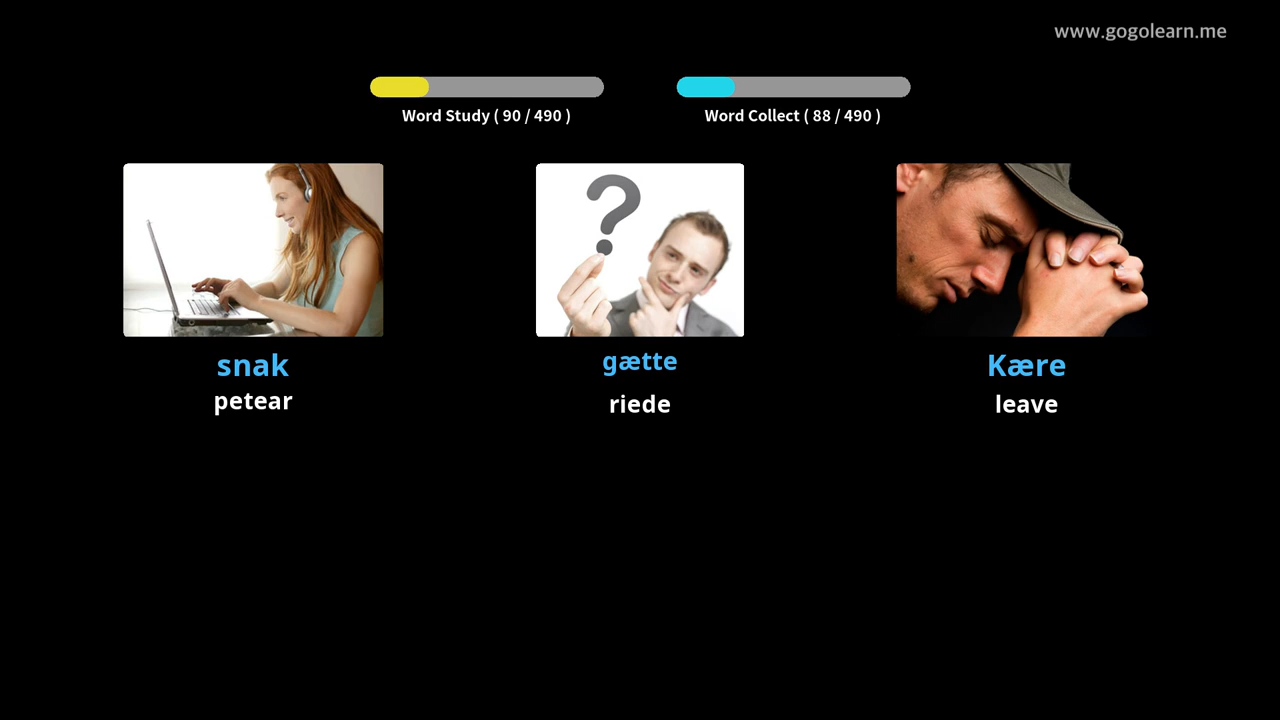 www.gogolearn.me
Word Study ( 90 / 490 )
Word Collect ( 88 / 490 )
snak
petear
gætte
riede
Kære
leave